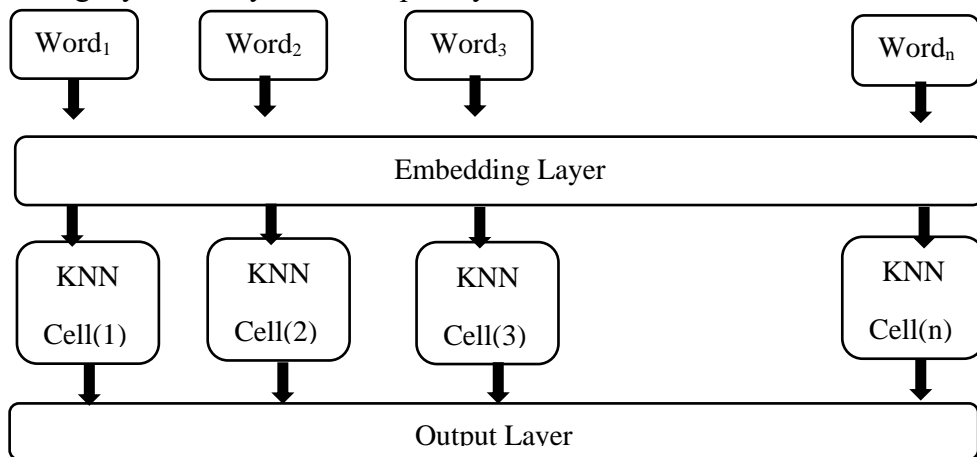 Word₁ Word₂ Word₃ Wordₙ
Embedding Layer
KNN KNN KNN KNN
Cell(1) Cell(2) Cell(3) Cell(n)
Output Layer